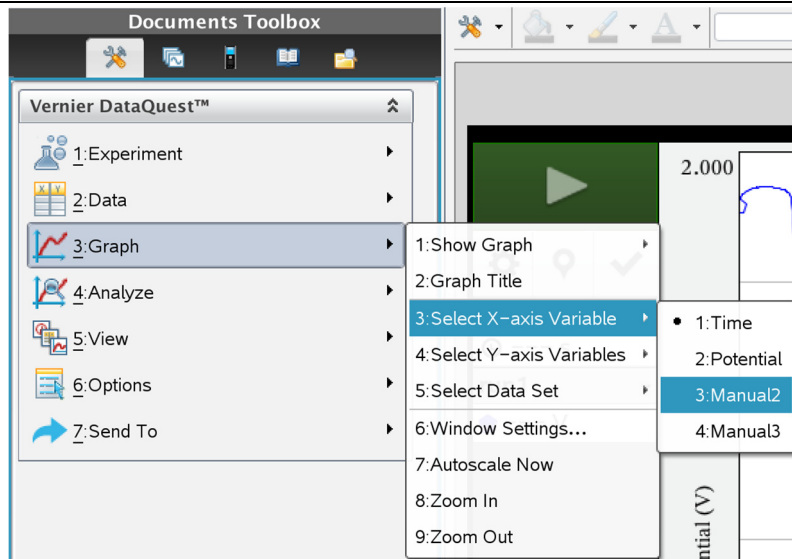 Documents Toolbox
Vernier DataQuest™
1:Experiment
2:Data
3:Graph
4:Analyze
5:View
6:Options
7:Send To
1:Show Graph
2:Graph Title
3:Select X-axis Variable
4:Select Y-axis Variables
5:Select Data Set
6:Window Settings...
7:Autoscale Now
8:Zoom In
9:Zoom Out
1:Time
2:Potential
3:Manual2
4:Manual3
A
2.000
ntial (V)